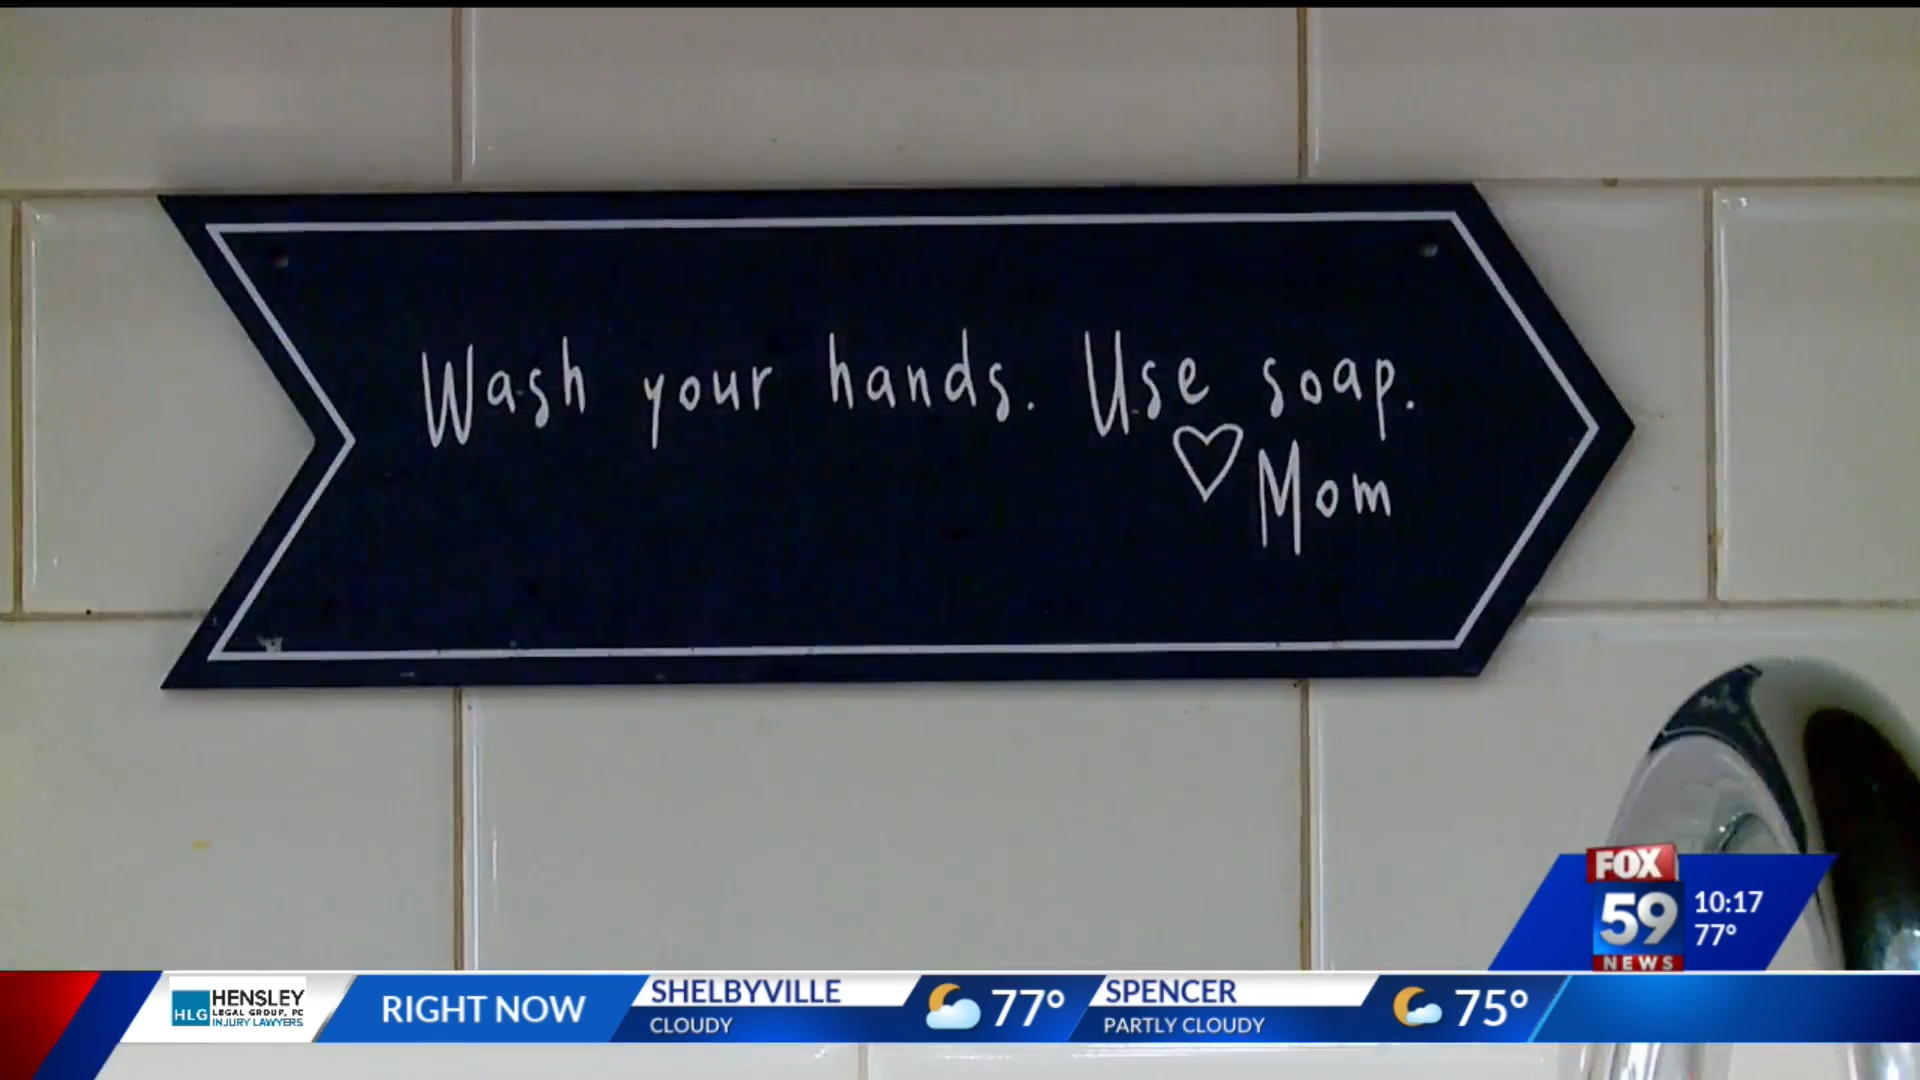 Wash your hands. Use soap.
♡ Mom
FOX
59
NEWS
10:17
77°
HLG
HENSLEY
LEGAL GROUP, PC
INJURY LAWYERS
RIGHT NOW
SHELBYVILLE
CLOUDY
77°
SPENCER
PARTLY CLOUDY
75°